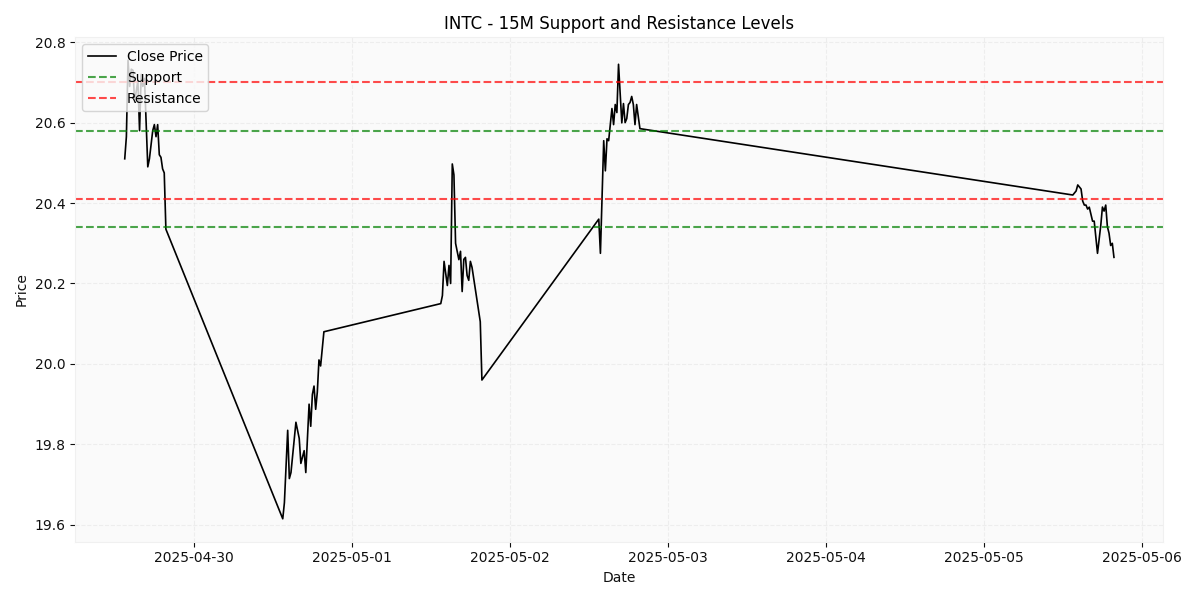 INTC - 15M Support and Resistance Levels
Close Price
Support
Resistance
20.8
20.6
20.4
20.2
20.0
19.8
19.6
Price
2025-04-30
2025-05-01
2025-05-02
2025-05-03
2025-05-04
2025-05-05
2025-05-06
Date